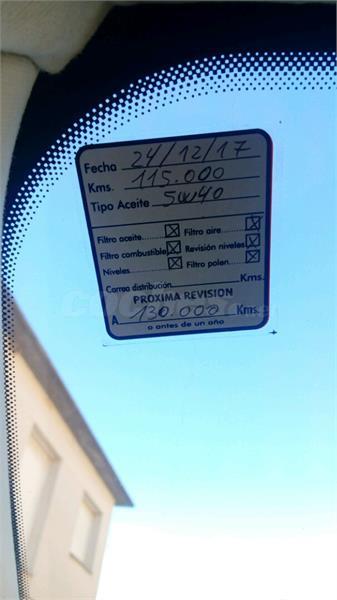 Fecha 24/12/17
Kms. 115.000
Tipo Aceite 5W40
Filtro aceite ☒ Filtro aire ☒
Filtro combustible ☒ Revisión niveles ☒
Niveles ☒ Filtro polen ☒
Correa distribución Kms.
PROXIMA REVISION
A 130.000 Kms.
o antes de un año